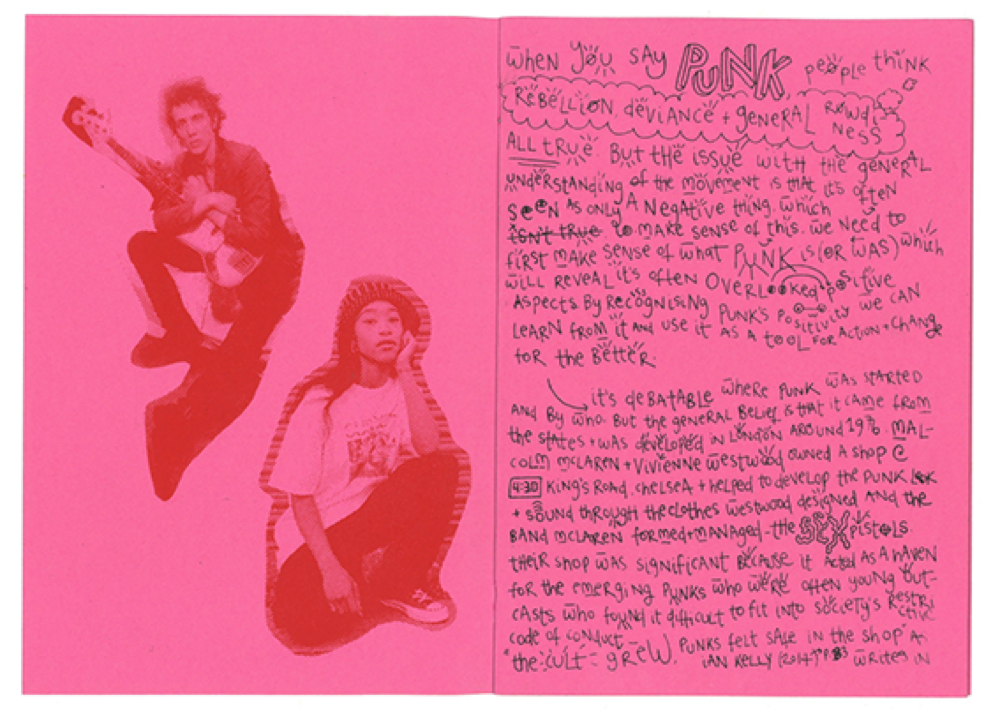 WHEN YOU SAY PUNK people think
REBELLION, deviance + geneRAL ROWdi
NESS
ALL tRUE. BUT tHE issue with the geneRAL
UNDERSTANDING of the MOVEMENT is tHAt it's often
SEEN AS ONLY A NegAtive thing. which
isn't tRUE. to MAKE SENSE of this. we NEED to
fiRst MAKE SENSE of wHAt PUNK is (OR WAS) which
will REVEAL it's often OVERLOOKED positive
ASPECTS. By RecogNising PUNK'S Positivity we CAN
LEARN fRom it AND use it AS A tOOL FOR ACTION + CHANGE
foR the BetteR.
it's deBAtABLE wHeRe PUNK WAS stARteD
AND By wHo. But the geneRAL BELief is tHAt it cAme fRom
the stAtes + wAs developed in LonDon ARounD 1976. MAL-
COLM McLAREN + ViviENNE westwood owned A shop @
430 KiNg's RoAd, cHelseA + helped to develop the PUNK look
+ soUND thRough the clothes westwood designed AND the
BAND McLAREN foRmed + mANAged - the SEX pistols.
theiR shop wAs sigNificANt BecAUse it Acted As A HAven
foR the emeRging PUNKs who weRe often young out-
cAsts who foUND it difficult to fit into society's RestRi
ctive
code of conduct. PUNKs felt sAfe in the shop As
"the cult" gREW. iAN KeLLy (2014) P.83 wRites iN